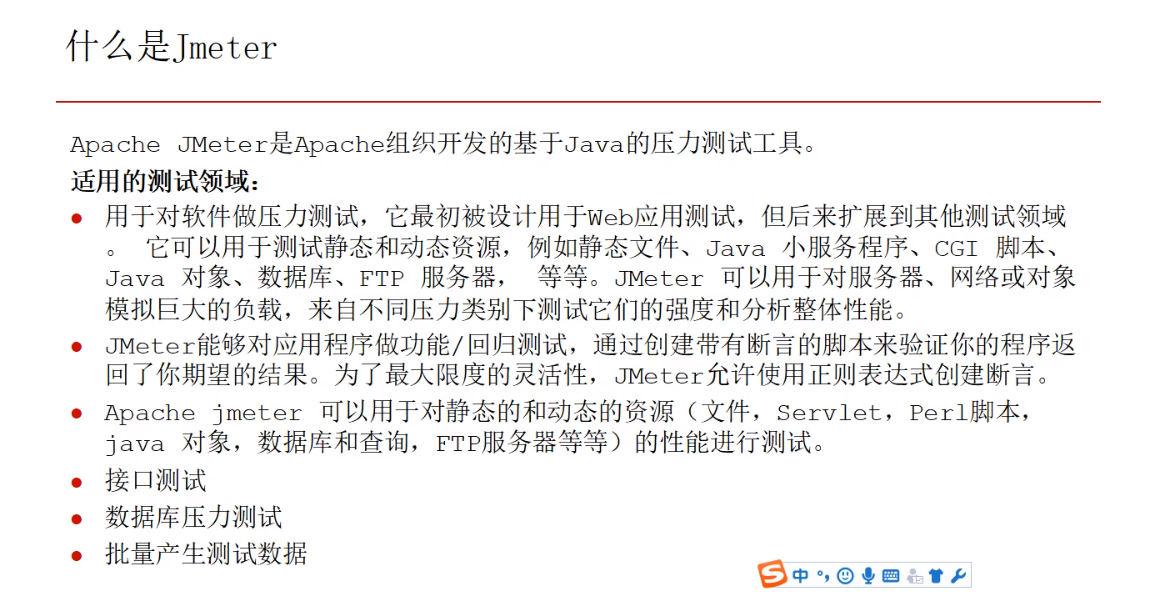 什么是Jmeter
Apache JMeter是Apache组织开发的基于Java的压力测试工具。
适用的测试领域：
用于对软件做压力测试，它最初被设计用于Web应用测试，但后来扩展到其他测试领域
。 它可以用于测试静态和动态资源，例如静态文件、Java 小服务程序、CGI 脚本、
Java 对象、数据库、FTP 服务器， 等等。JMeter 可以用于对服务器、网络或对象
模拟巨大的负载，来自不同压力类别下测试它们的强度和分析整体性能。
JMeter能够对应用程序做功能/回归测试，通过创建带有断言的脚本来验证你的程序返
回了你期望的结果。为了最大限度的灵活性，JMeter允许使用正则表达式创建断言。
Apache jmeter 可以用于对静态的和动态的资源（文件，Servlet，Perl脚本，
java 对象，数据库和查询，FTP服务器等等）的性能进行测试。
接口测试
数据库压力测试
批量产生测试数据
S中